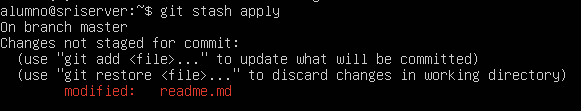 alumno@sriserver:~$ git stash apply
On branch master
Changes not staged for commit:
  (use "git add <file>..." to update what will be committed)
  (use "git restore <file>..." to discard changes in working directory)
        modified:   readme.md